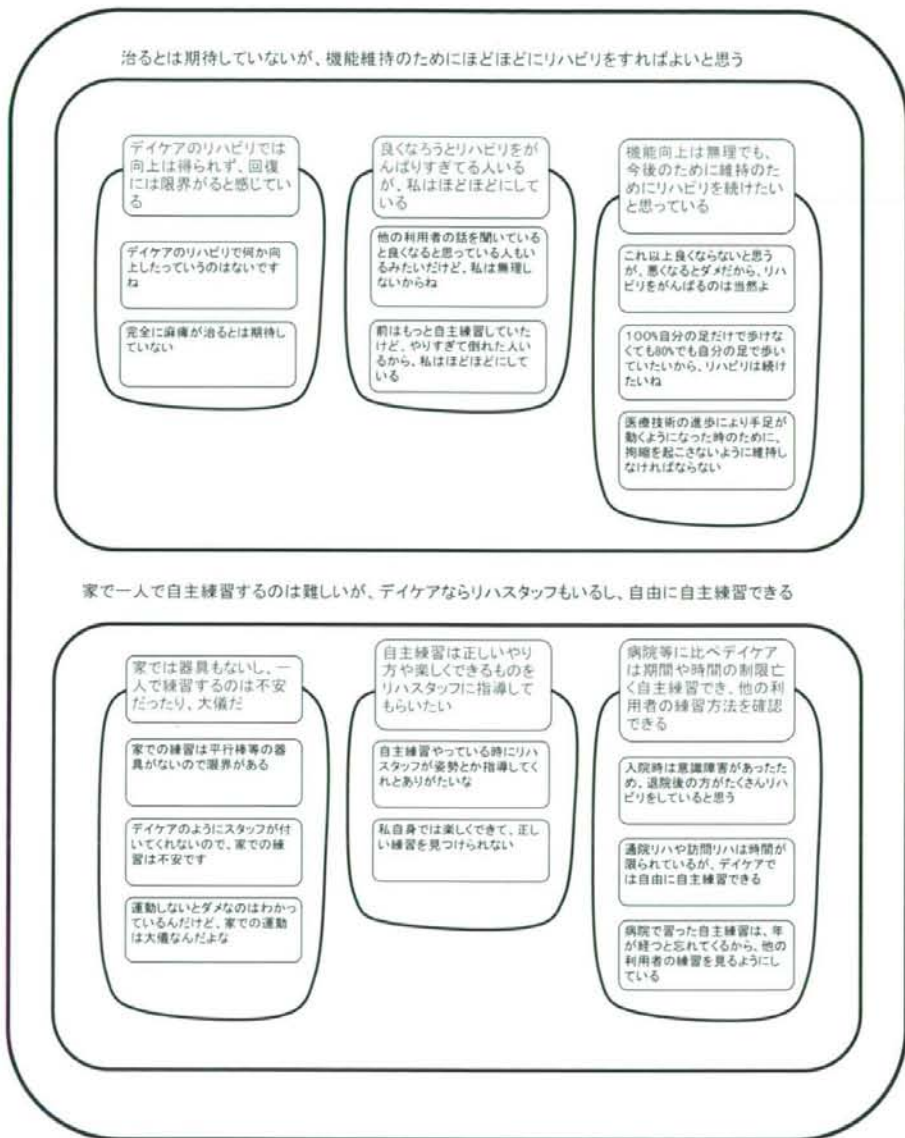 治るとは期待していないが、機能維持のためにほどほどにリハビリをすればよいと思う
デイケアのリハビリでは
向上は得られず、回復
には限界がると感じてい
る
デイケアのリハビリで何か向
上したっていうのはないです
ね
完全に麻痺が治るとは期待し
ていない
良くなろうとリハビリをが
んばりすぎてる人いる
が、私はほどほどにして
いる
他の利用者の話を聞いている
と良くなると思っている人もい
るみたいだけど、私は無理し
ないからね
前はもっと自主練習していた
けど、やりすぎて倒れた人い
るから、私はほどほどにして
いる
機能向上は無理でも、
今後のために維持のた
めにリハビリを続けたい
と思っている
これ以上良くならないと思う
が、悪くなるとダメだから、リハ
ビリをがんばるのは当然よ
100%自分の足だけで歩けな
くても80%でも自分の足で歩い
ていたいから、リハビリは続け
たいね
医療技術の進歩により手足が
動くようになった時のために、
拘縮を起こさないように維持し
なければならない
家で一人で自主練習するのは難しいが、デイケアならリハスタッフもいるし、自由に自主練習できる
家では器具もないし、一
人で練習するのは不安
だったり、大儀だ
家での練習は平行棒等の器
具がないので限界がある
デイケアのようにスタッフが付
いてくれないので、家での練
習は不安です
運動しないとダメなのはわかっ
ているんだけど、家での運動
は大儀なんだよな
自主練習は正しいやり
方や楽しくできるものを
リハスタッフに指導して
もらいたい
自主練習やっている時にリハ
スタッフが姿勢とか指導してく
れとありがたいな
私自身では楽しくできて、正し
い練習を見つけられない
病院等に比べデイケア
は期間や時間の制限亡
く自主練習でき、他の利
用者の練習方法を確認
できる
入院時は意識障害があったた
め、退院後の方がたくさんリハ
ビリをしていると思う
通院リハや訪問リハは時間が
限られているが、デイケアで
は自由に自主練習できる
病院で習った自主練習は、年
が経つと忘れてくるから、他の
利用者の練習を見るようにし
ている